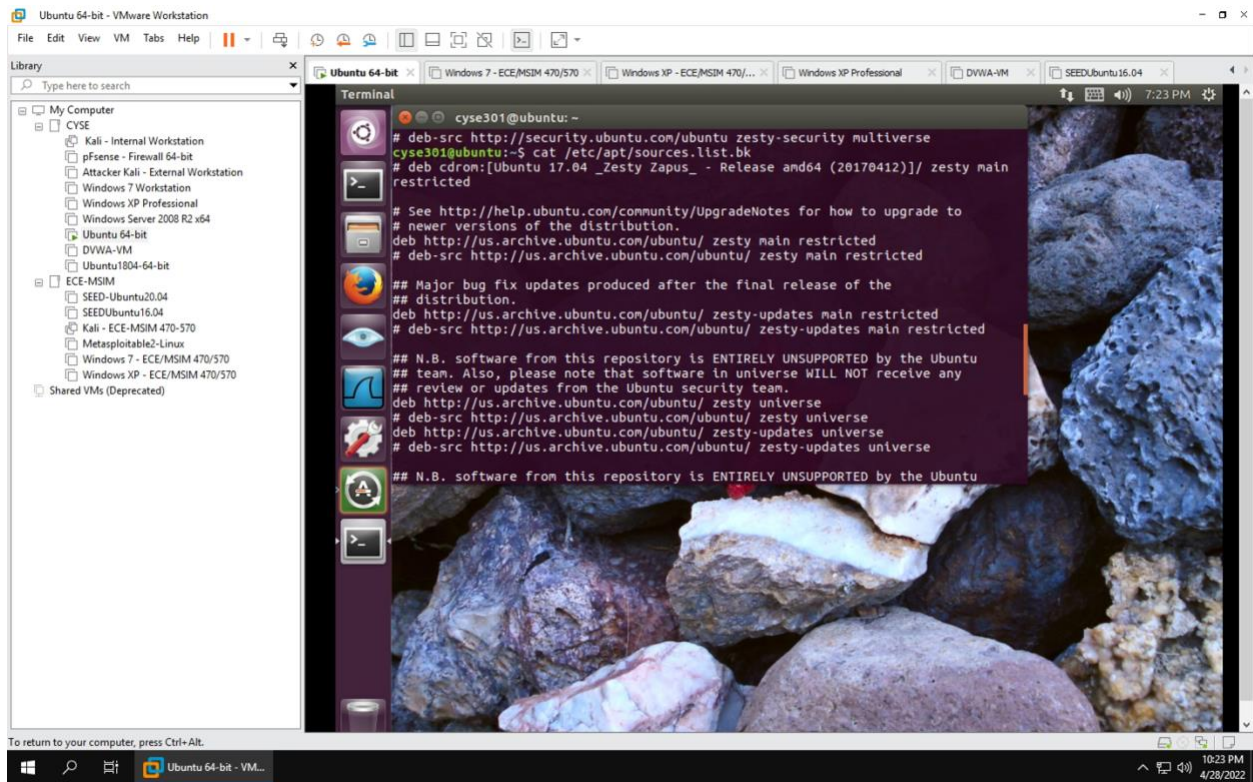 Ubuntu 64-bit - VMware Workstation
File Edit View VM Tabs Help
Library
Type here to search
My Computer
CYSE
Kali - Internal Workstation
pFsense - Firewall 64-bit
Attacker Kali - External Workstation
Windows 7 Workstation
Windows XP Professional
Windows Server 2008 R2 x64
Ubuntu 64-bit
DVWA-VM
Ubuntu1804-64-bit
ECE-MSIM
SEED-Ubuntu20.04
SEEDUbuntu16.04
Kali - ECE-MSIM 470-570
Metasploitable2-Linux
Windows 7 - ECE/MSIM 470/570
Windows XP - ECE/MSIM 470/570
Shared VMs (Deprecated)
Ubuntu 64-bit Windows 7 - ECE/MSIM 470/570 Windows XP - ECE/MSIM 470/... Windows XP Professional DVWA-VM SEEDUbuntu16.04
Terminal 7:23 PM
cyse301@ubuntu: ~
# deb-src http://security.ubuntu.com/ubuntu zesty-security multiverse
cyse301@ubuntu:~$ cat /etc/apt/sources.list.bk
# deb cdrom:[Ubuntu 17.04 _Zesty Zapus_ - Release amd64 (20170412)]/ zesty main
restricted
# See http://help.ubuntu.com/community/UpgradeNotes for how to upgrade to
# newer versions of the distribution.
deb http://us.archive.ubuntu.com/ubuntu/ zesty main restricted
# deb-src http://us.archive.ubuntu.com/ubuntu/ zesty main restricted
## Major bug fix updates produced after the final release of the
## distribution.
deb http://us.archive.ubuntu.com/ubuntu/ zesty-updates main restricted
# deb-src http://us.archive.ubuntu.com/ubuntu/ zesty-updates main restricted
## N.B. software from this repository is ENTIRELY UNSUPPORTED by the Ubuntu
## team. Also, please note that software in universe WILL NOT receive any
## review or updates from the Ubuntu security team.
deb http://us.archive.ubuntu.com/ubuntu/ zesty universe
# deb-src http://us.archive.ubuntu.com/ubuntu/ zesty universe
deb http://us.archive.ubuntu.com/ubuntu/ zesty-updates universe
# deb-src http://us.archive.ubuntu.com/ubuntu/ zesty-updates universe
## N.B. software from this repository is ENTIRELY UNSUPPORTED by the Ubuntu
To return to your computer, press Ctrl+Alt.
Ubuntu 64-bit - VM...
10:23 PM
4/28/2022